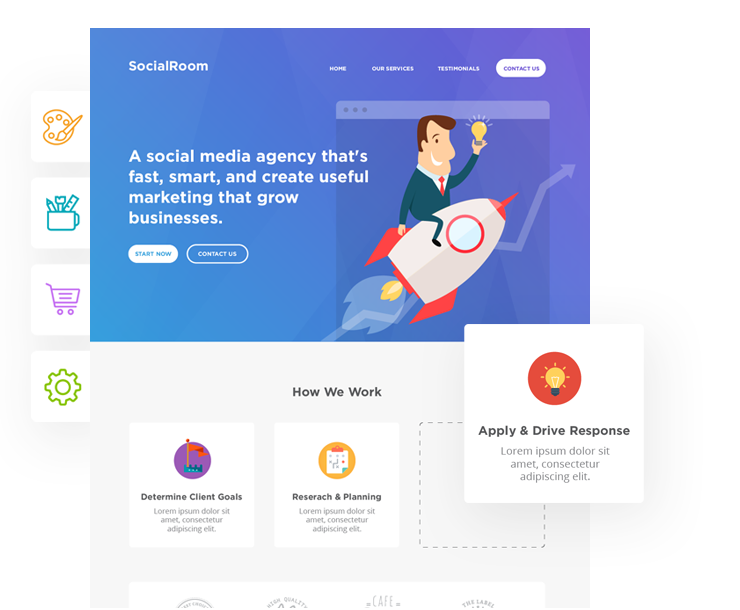 SocialRoom
HOME
OUR SERVICES
TESTIMONIALS
CONTACT US
A social media agency that's
fast, smart, and create useful
marketing that grow
businesses.
START NOW
CONTACT US
How We Work
Determine Client Goals
Lorem ipsum dolor sit
amet, consectetur
adipiscing elit.
Reserach & Planning
Lorem ipsum dolor sit
amet, consectetur
adipiscing elit.
Apply & Drive Response
Lorem ipsum dolor sit
amet, consectetur
adipiscing elit.
QUALITY
CAFE
THE LABEL